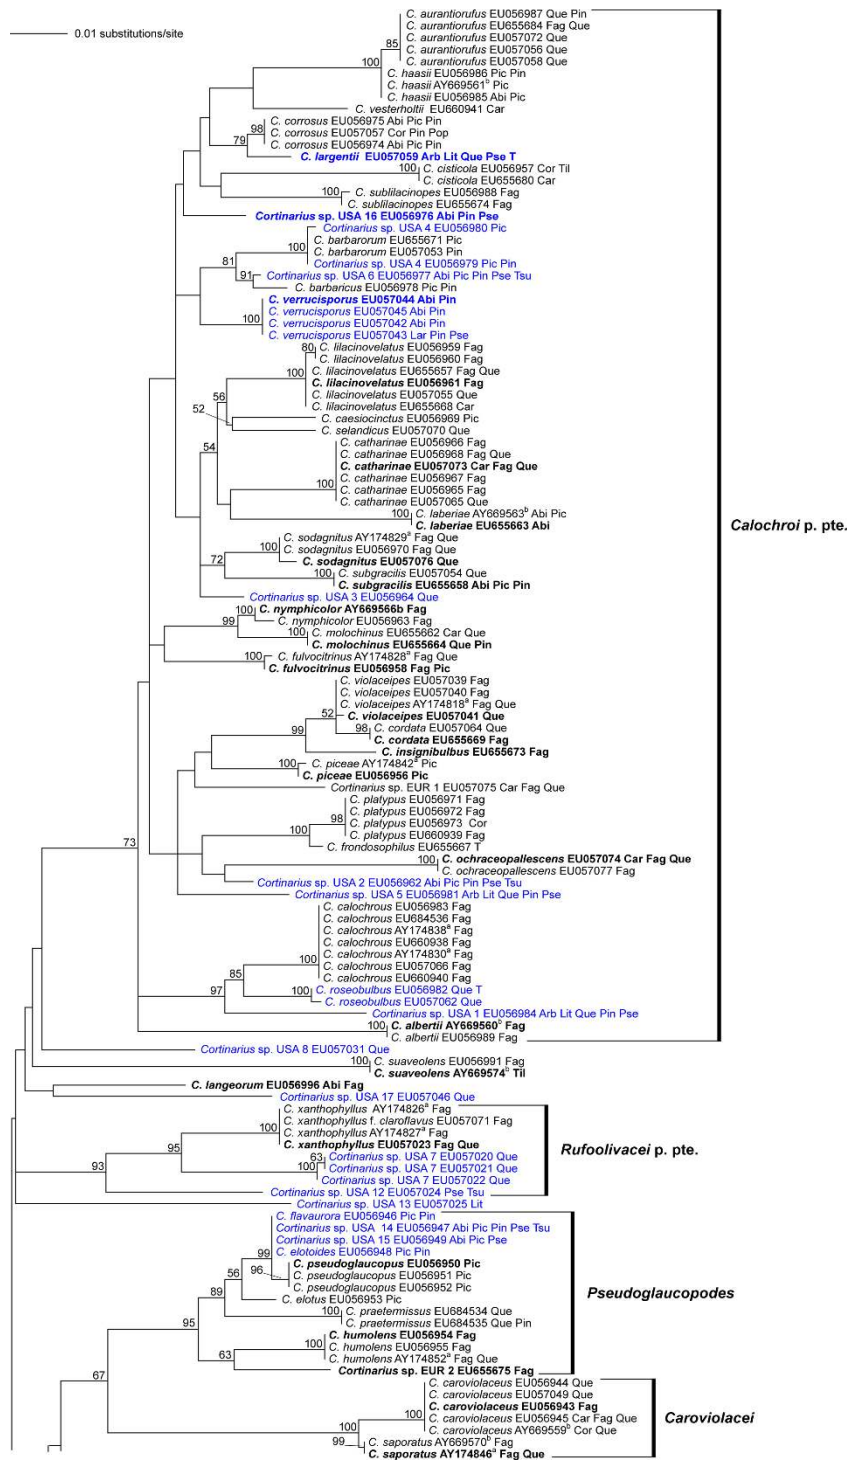 C. aurantiorufus EU056987 Que Pin
0.01 substitutions/site
C. aurantiorufus EU655684 Fag Que
C. aurantiorufus EU057072 Que
85
C. aurantiorufus EU057056 Que
C. aurantiorufus EU057058 Que
100
C. haasii EU056986 Pic Pin
C. haasii AY669561b Pic
C. haasii EU056985 Abi Pic
C. vesterholtii EU660941 Car
C. corrosus EU056975 Abi Pic Pin
98
C. corrosus EU057057 Cor Pin Pop
79
C. corrosus EU056974 Abi Pic Pin
C. largentii EU057059 Arb Lit Que Pse T
100
C. cisticola EU056957 Cor Til
C. cisticola EU655680 Car
100
C. sublilacinopes EU056988 Fag
C. sublilacinopes EU655674 Fag
Cortinarius sp. USA 16 EU056976 Abi Pin Pse
Cortinarius sp. USA 4 EU056980 Pic
100
C. barbarorum EU655671 Pic
C. barbarorum EU057053 Pin
81
Cortinarius sp. USA 4 EU056979 Pic Pin
91
Cortinarius sp. USA 6 EU056977 Abi Pic Pin Pse Tsu
C. barbaricus EU056978 Pic Pin
C. verrucisporus EU057044 Abi Pin
C. verrucisporus EU057045 Abi Pin
100
C. verrucisporus EU057042 Abi Pin
C. verrucisporus EU057043 Lar Pin Pse
80
C. lilacinovelatus EU056959 Fag
C. lilacinovelatus EU056960 Fag
100
C. lilacinovelatus EU655657 Fag Que
C. lilacinovelatus EU056961 Fag
56
C. lilacinovelatus EU057055 Que
52
C. lilacinovelatus EU655668 Car
C. caesiocinctus EU056969 Pic
C. selandicus EU057070 Que
54
C. catharinae EU056966 Fag
C. catharinae EU056968 Fag Que
C. catharinae EU057073 Car Fag Que
100
C. catharinae EU056967 Fag
C. catharinae EU056965 Fag
C. catharinae EU057065 Que
100
C. laberiae AY669563b Abi Pic
C. laberiae EU655663 Abi
Calochroi p. pte.
C. sodagnitus AY174829a Fag Que
100
C. sodagnitus EU056970 Fag Que
72
C. sodagnitus EU057076 Que
100
C. subgracilis EU057054 Que
C. subgracilis EU655658 Abi Pic Pin
Cortinarius sp. USA 3 EU056964 Que
100
C. nymphicolor AY669566b Fag
99
C. nymphicolor EU056963 Fag
100
C. molochinus EU655662 Car Que
C. molochinus EU655664 Que Pin
100
C. fulvocitrinus AY174828a Fag Que
C. fulvocitrinus EU056958 Fag Pic
C. violaceipes EU057039 Fag
C. violaceipes EU057040 Fag
C. violaceipes AY174818a Fag Que
52
C. violaceipes EU057041 Que
98
C. cordata EU057064 Que
99
C. cordata EU655669 Fag
C. insignibulbus EU655673 Fag
100
C. piceae AY174842a Pic
C. piceae EU056956 Pic
Cortinarius sp. EUR 1 EU057075 Car Fag Que
C. platypus EU056971 Fag
C. platypus EU056972 Fag
98
C. platypus EU056973 Cor
100
C. platypus EU660939 Fag
C. frondosophilus EU655667 T
73
100
C. ochraceopallescens EU057074 Car Fag Que
C. ochraceopallescens EU057077 Fag
Cortinarius sp. USA 2 EU056962 Abi Pic Pin Pse Tsu
Cortinarius sp. USA 5 EU056981 Arb Lit Que Pin Pse
C. calochrous EU056983 Fag
C. calochrous EU684536 Fag
C. calochrous AY174838a Fag
C. calochrous EU660938 Fag
100
C. calochrous AY174830a Fag
C. calochrous EU057066 Fag
85
C. calochrous EU660940 Fag
97
100
C. roseobulbus EU056982 Que T
C. roseobulbus EU057062 Que
Cortinarius sp. USA 1 EU056984 Arb Lit Que Pin Pse
100
C. albertii AY669560b Fag
C. albertii EU056989 Fag
Cortinarius sp. USA 8 EU057031 Que
100
C. suaveolens EU056991 Fag
C. suaveolens AY669574b Til
C. langeorum EU056996 Abi Fag
Cortinarius sp. USA 17 EU057046 Que
C. xanthophyllus AY174826a Fag
C. xanthophyllus f. claroflavus EU057071 Fag
100
C. xanthophyllus AY174827a Fag
95
C. xanthophyllus EU057023 Fag Que
Rufoolivacei p. pte.
63
Cortinarius sp. USA 7 EU057020 Que
93
100
Cortinarius sp. USA 7 EU057021 Que
Cortinarius sp. USA 7 EU057022 Que
Cortinarius sp. USA 12 EU057024 Pse Tsu
Cortinarius sp. USA 13 EU057025 Lit
C. flavaurora EU056946 Pic Pin
Cortinarius sp. USA 14 EU056947 Abi Pic Pin Pse Tsu
Cortinarius sp. USA 15 EU056949 Abi Pic Pse
99
C. elotoides EU056948 Pic Pin
96
C. pseudoglaucopus EU056950 Pic
56
C. pseudoglaucopus EU056951 Pic
C. pseudoglaucopus EU056952 Pic
Pseudoglaucopodes
89
C. elotus EU056953 Pic
100
C. praetermissus EU684534 Que
C. praetermissus EU684535 Que Pin
95
C. humolens EU056954 Fag
100
C. humolens EU056955 Fag
63
C. humolens AY174852a Fag Que
Cortinarius sp. EUR 2 EU655675 Fag
67
C. caroviolaceus EU056944 Que
C. caroviolaceus EU057049 Que
C. caroviolaceus EU056943 Fag
100
C. caroviolaceus EU056945 Car Fag Que
Caroviolacei
100
C. caroviolaceus AY669559b Cor Que
99
C. saporatus AY669570b Fag
C. saporatus AY174846a Fag Que